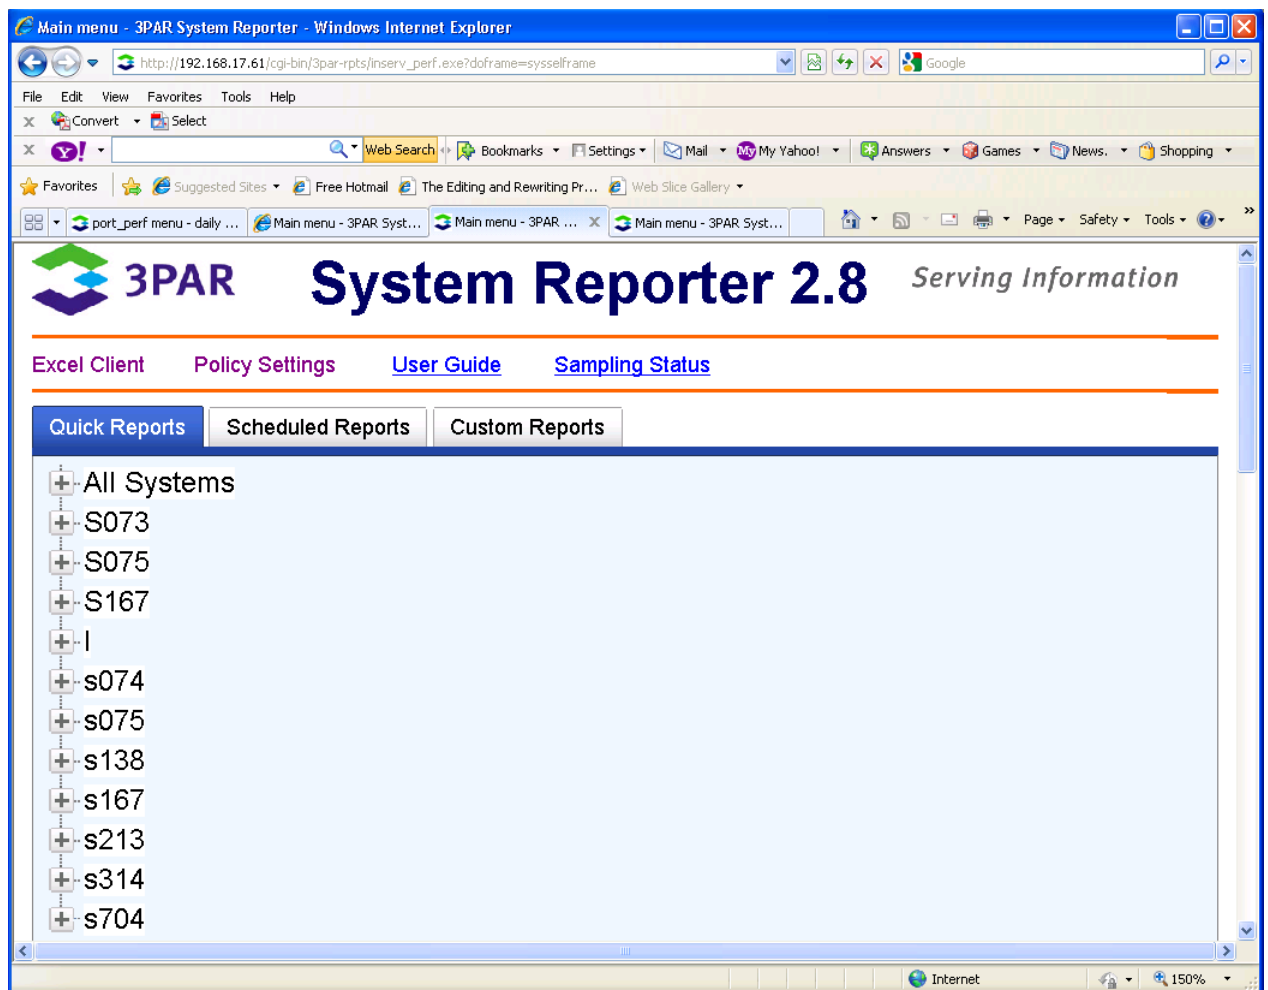 Main menu - 3PAR System Reporter - Windows Internet Explorer
http://192.168.17.61/cgi-bin/3par-rpts/inserv_perf.exe?doframe=sysselframe
Google
File Edit View Favorites Tools Help
x Convert Select
x Y! Web Search Bookmarks Settings Mail My My Yahoo! Answers Games News. Shopping
Favorites Suggested Sites Free Hotmail The Editing and Rewriting Pr... Web Slice Gallery
port_perf menu - daily ... Main menu - 3PAR Syst... Main menu - 3PAR ... X Main menu - 3PAR Syst... Page Safety Tools »
3PAR System Reporter 2.8 Serving Information
Excel Client Policy Settings User Guide Sampling Status
Quick Reports Scheduled Reports Custom Reports
All Systems
S073
S075
S167
l
s074
s075
s138
s167
s213
s314
s704
Internet 150%